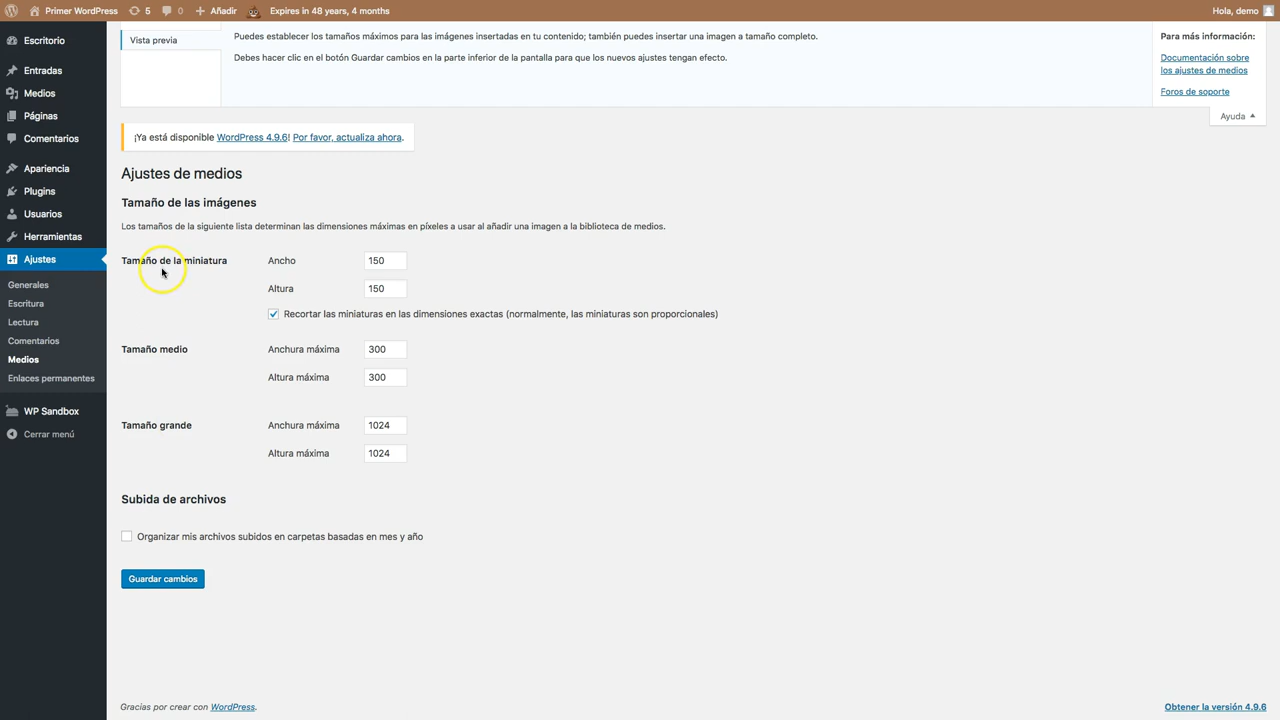 Primer WordPress 5 0 Añadir Expires in 48 years, 4 months Hola, demo
Escritorio
Entradas
Medios
Páginas
Comentarios
Apariencia
Plugins
Usuarios
Herramientas
Ajustes
Generales
Escritura
Lectura
Comentarios
Medios
Enlaces permanentes
WP Sandbox
Cerrar menú
Vista previa
Puedes establecer los tamaños máximos para las imágenes insertadas en tu contenido; también puedes insertar una imagen a tamaño completo.
Debes hacer clic en el botón Guardar cambios en la parte inferior de la pantalla para que los nuevos ajustes tengan efecto.
Para más información:
Documentación sobre
los ajustes de medios
Foros de soporte
Ayuda
¡Ya está disponible WordPress 4.9.6! Por favor, actualiza ahora.
Ajustes de medios
Tamaño de las imágenes
Los tamaños de la siguiente lista determinan las dimensiones máximas en píxeles a usar al añadir una imagen a la biblioteca de medios.
Tamaño de la miniatura Ancho 150
Altura 150
Recortar las miniaturas en las dimensiones exactas (normalmente, las miniaturas son proporcionales)
Tamaño medio Anchura máxima 300
Altura máxima 300
Tamaño grande Anchura máxima 1024
Altura máxima 1024
Subida de archivos
Organizar mis archivos subidos en carpetas basadas en mes y año
Guardar cambios
Gracias por crear con WordPress. Obtener la versión 4.9.6